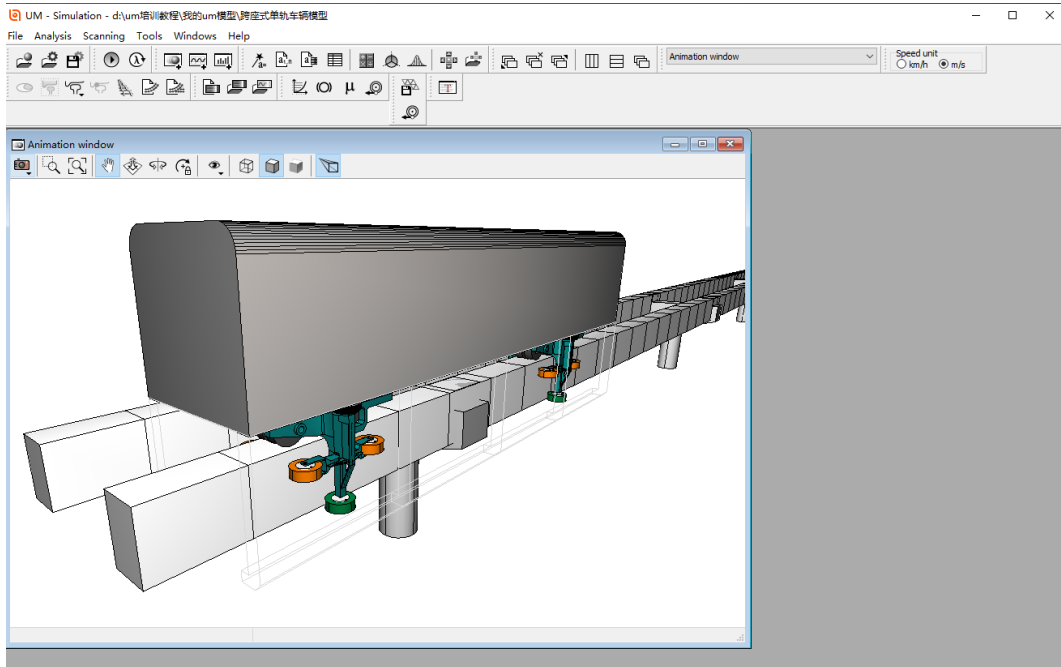 UM - Simulation - d:\um培训教程\我的um模型\跨座式单轨车辆模型
File Analysis Scanning Tools Windows Help
Animation window
Speed unit
km/h m/s
Animation window